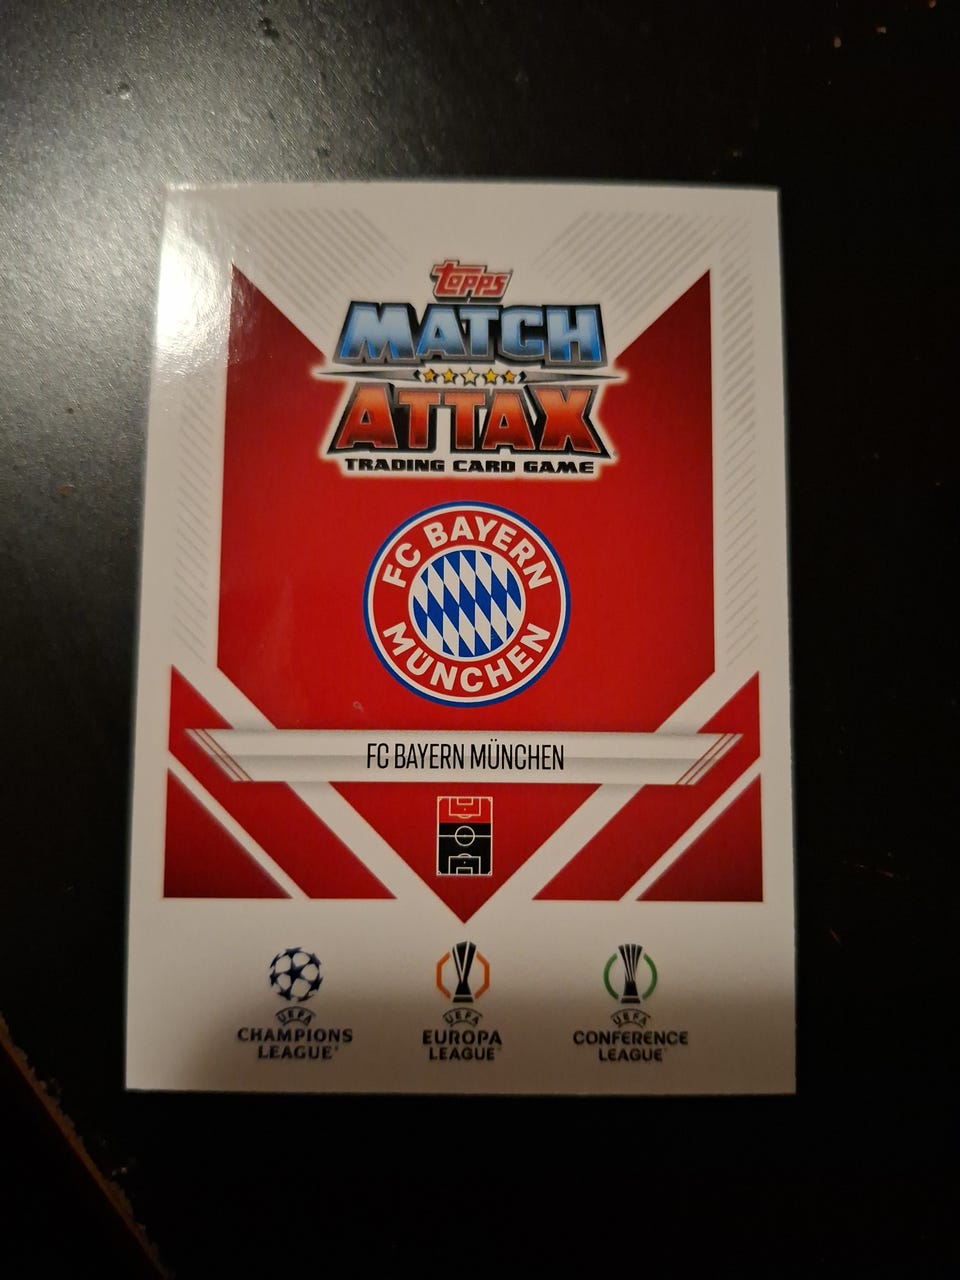 topps
MATCH
ATTAX
TRADING CARD GAME
FC BAYERN
MÜNCHEN
FC BAYERN MÜNCHEN
UEFA
CHAMPIONS
LEAGUE
UEFA
EUROPA
LEAGUE
UEFA
CONFERENCE
LEAGUE